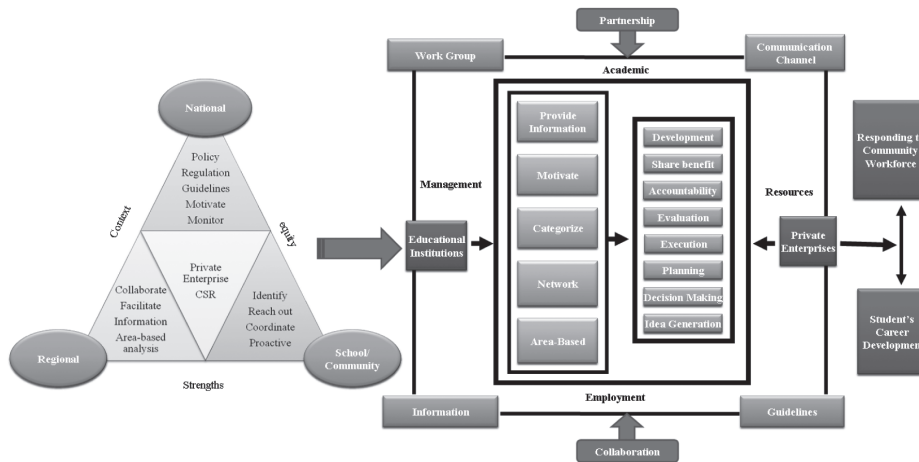 National
Policy
Regulation
Guidelines
Motivate
Monitor
Context
equity
Private
Enterprise
CSR
Collaborate
Facilitate
Information
Area-based
analysis
Identify
Reach out
Coordinate
Proactive
Regional
School/
Community
Strengths
Partnership
Work Group
Communication
Channel
Academic
Management
Educational
Institutions
Provide
Information
Motivate
Categorize
Network
Area-Based
Development
Share benefit
Accountability
Evaluation
Execution
Planning
Decision Making
Idea Generation
Resources
Private
Enterprises
Employment
Information
Guidelines
Collaboration
Responding t
Community
Workforce
Student's
Career
Development